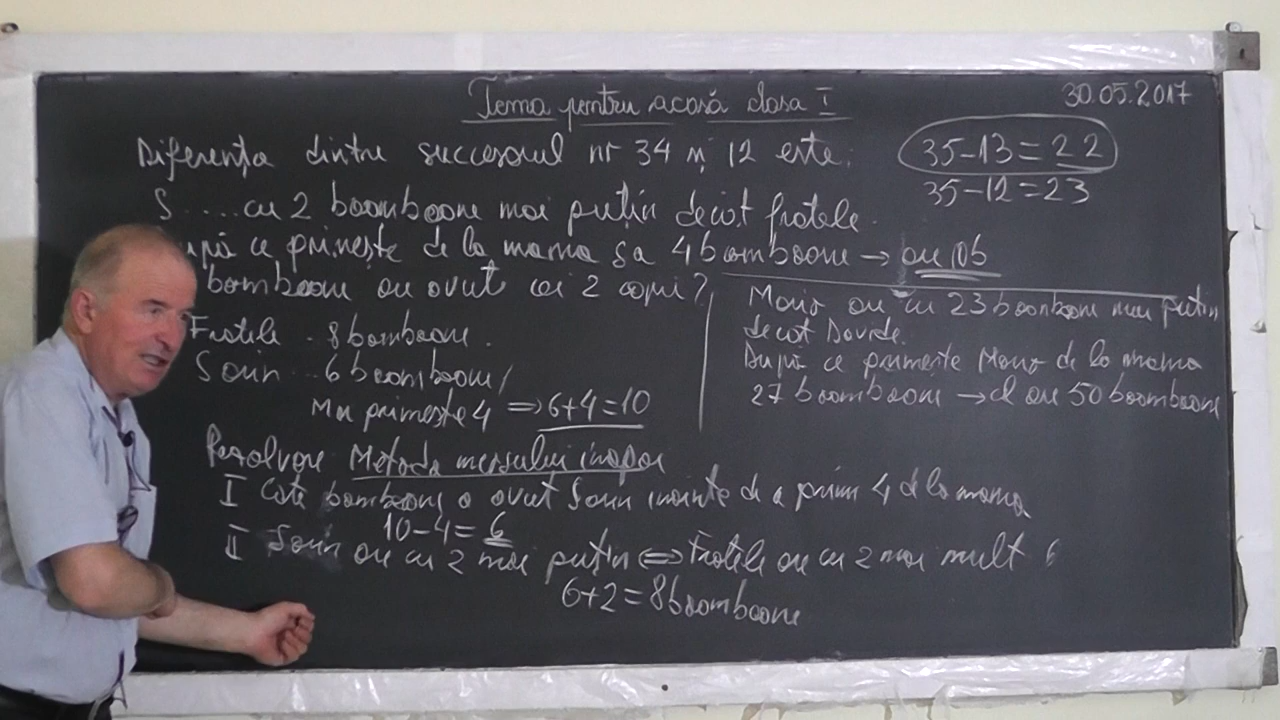 Tema pentru acasă clasa I
30.05.2017
Diferența dintre succesorul nr 34 și 12 este:
35-13=22
35-12=23
S.....cu 2 bomboane mai puțin decât fratele.
ce primește de la mama sa 4 bomboane → are 10b
bomboane au avut cei 2 copii?
Fratele . 8 bomboane.
Sorin ... 6 bomboane
Mai primește 4 ⇒ 6+4=10
are cu 23 bomboane mai puțin
decât Davide.
După ce primește de la mama
27 bomboane → el are 50 bomboane
Rezolvare Metoda mersului invers
I Câte bomboane a avut Sorin înainte de a primi 4 de la mama
10-4=6
II Sorin are cu 2 mai puțin ⇔ Fratele are cu 2 mai mult
6+2=8 bomboane